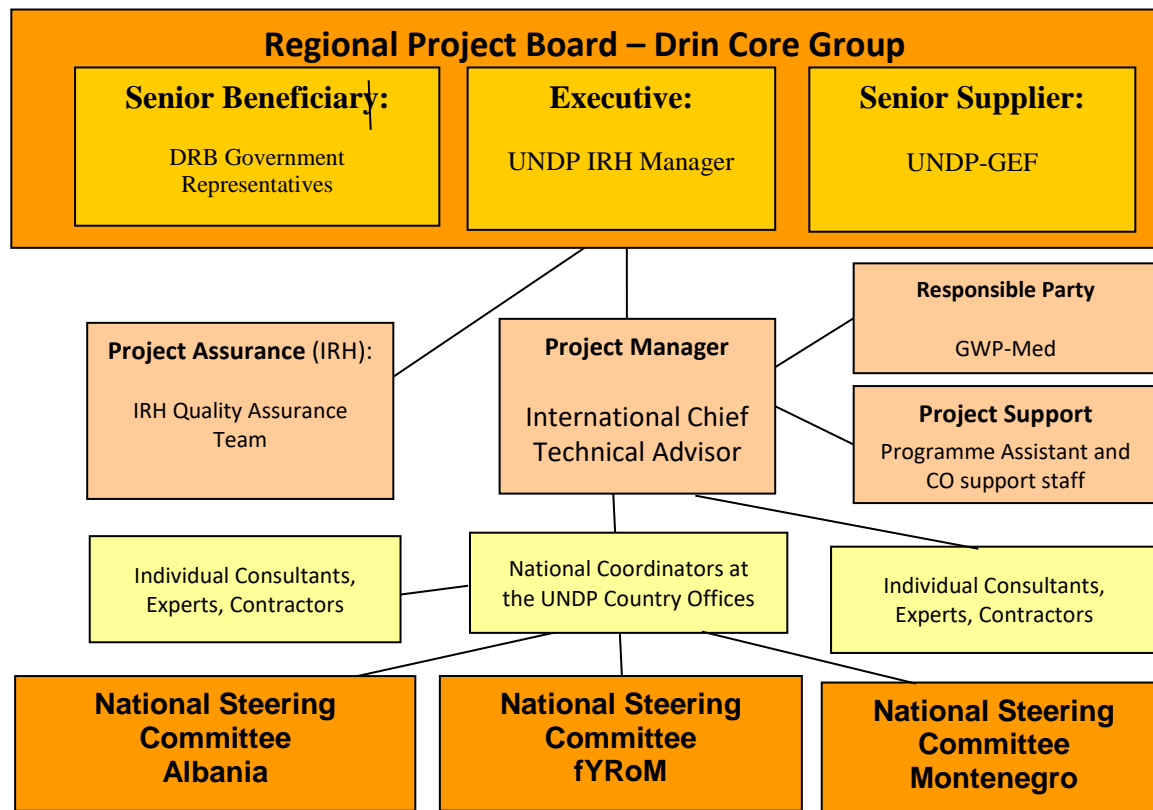 Regional Project Board – Drin Core Group
Senior Beneficiary:
DRB Government
Representatives
Executive:
UNDP IRH Manager
Senior Supplier:
UNDP-GEF
Project Assurance (IRH):
IRH Quality Assurance
Team
Project Manager
International Chief
Technical Advisor
Responsible Party
GWP-Med
Project Support
Programme Assistant and
CO support staff
Individual Consultants,
Experts, Contractors
National Coordinators at
the UNDP Country Offices
Individual Consultants,
Experts, Contractors
National Steering
Committee
Albania
National Steering
Committee
fYRoM
National Steering
Committee
Montenegro